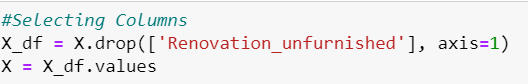 #Selecting Columns
X_df = X.drop(['Renovation_unfurnished'], axis=1)
X = X_df.values